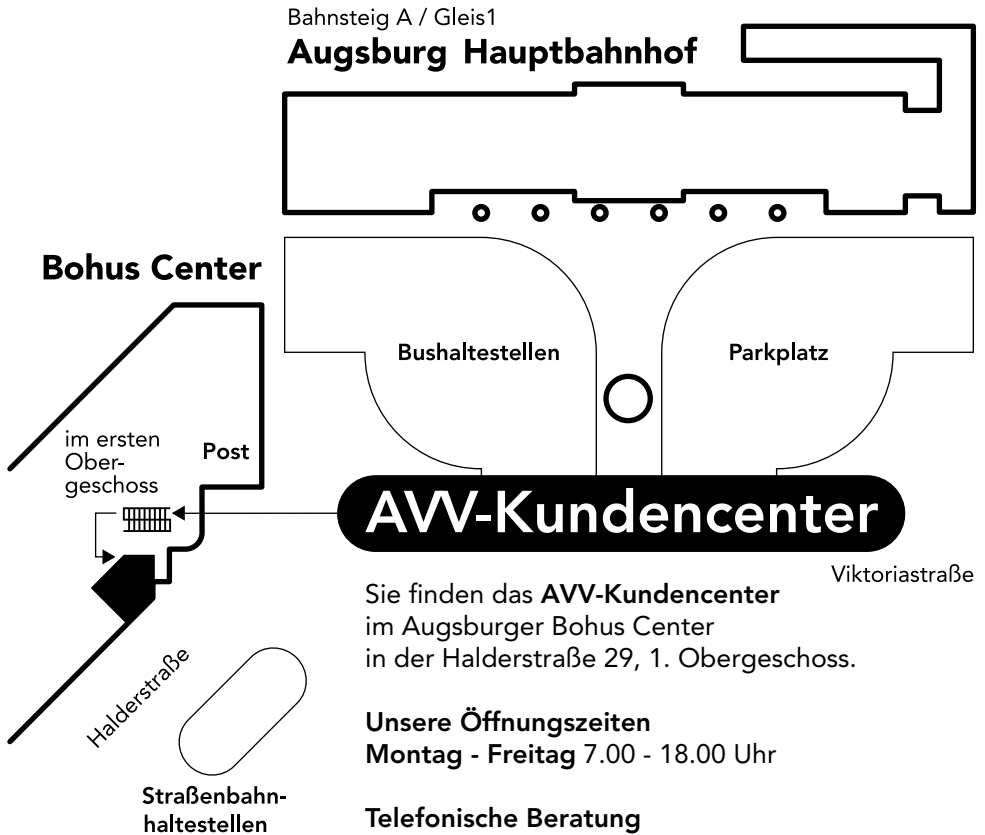 Bahnsteig A / Gleis1
Augsburg Hauptbahnhof
Bohus Center
Bushaltestellen
Parkplatz
im ersten
Ober-
geschoss
Post
AVV-Kundencenter
Viktoriastraße
Sie finden das AVV-Kundencenter
im Augsburger Bohus Center
in der Halderstraße 29, 1. Obergeschoss.
Halderstraße
Unsere Öffnungszeiten
Montag - Freitag 7.00 - 18.00 Uhr
Straßenbahn-
haltestellen
Telefonische Beratung